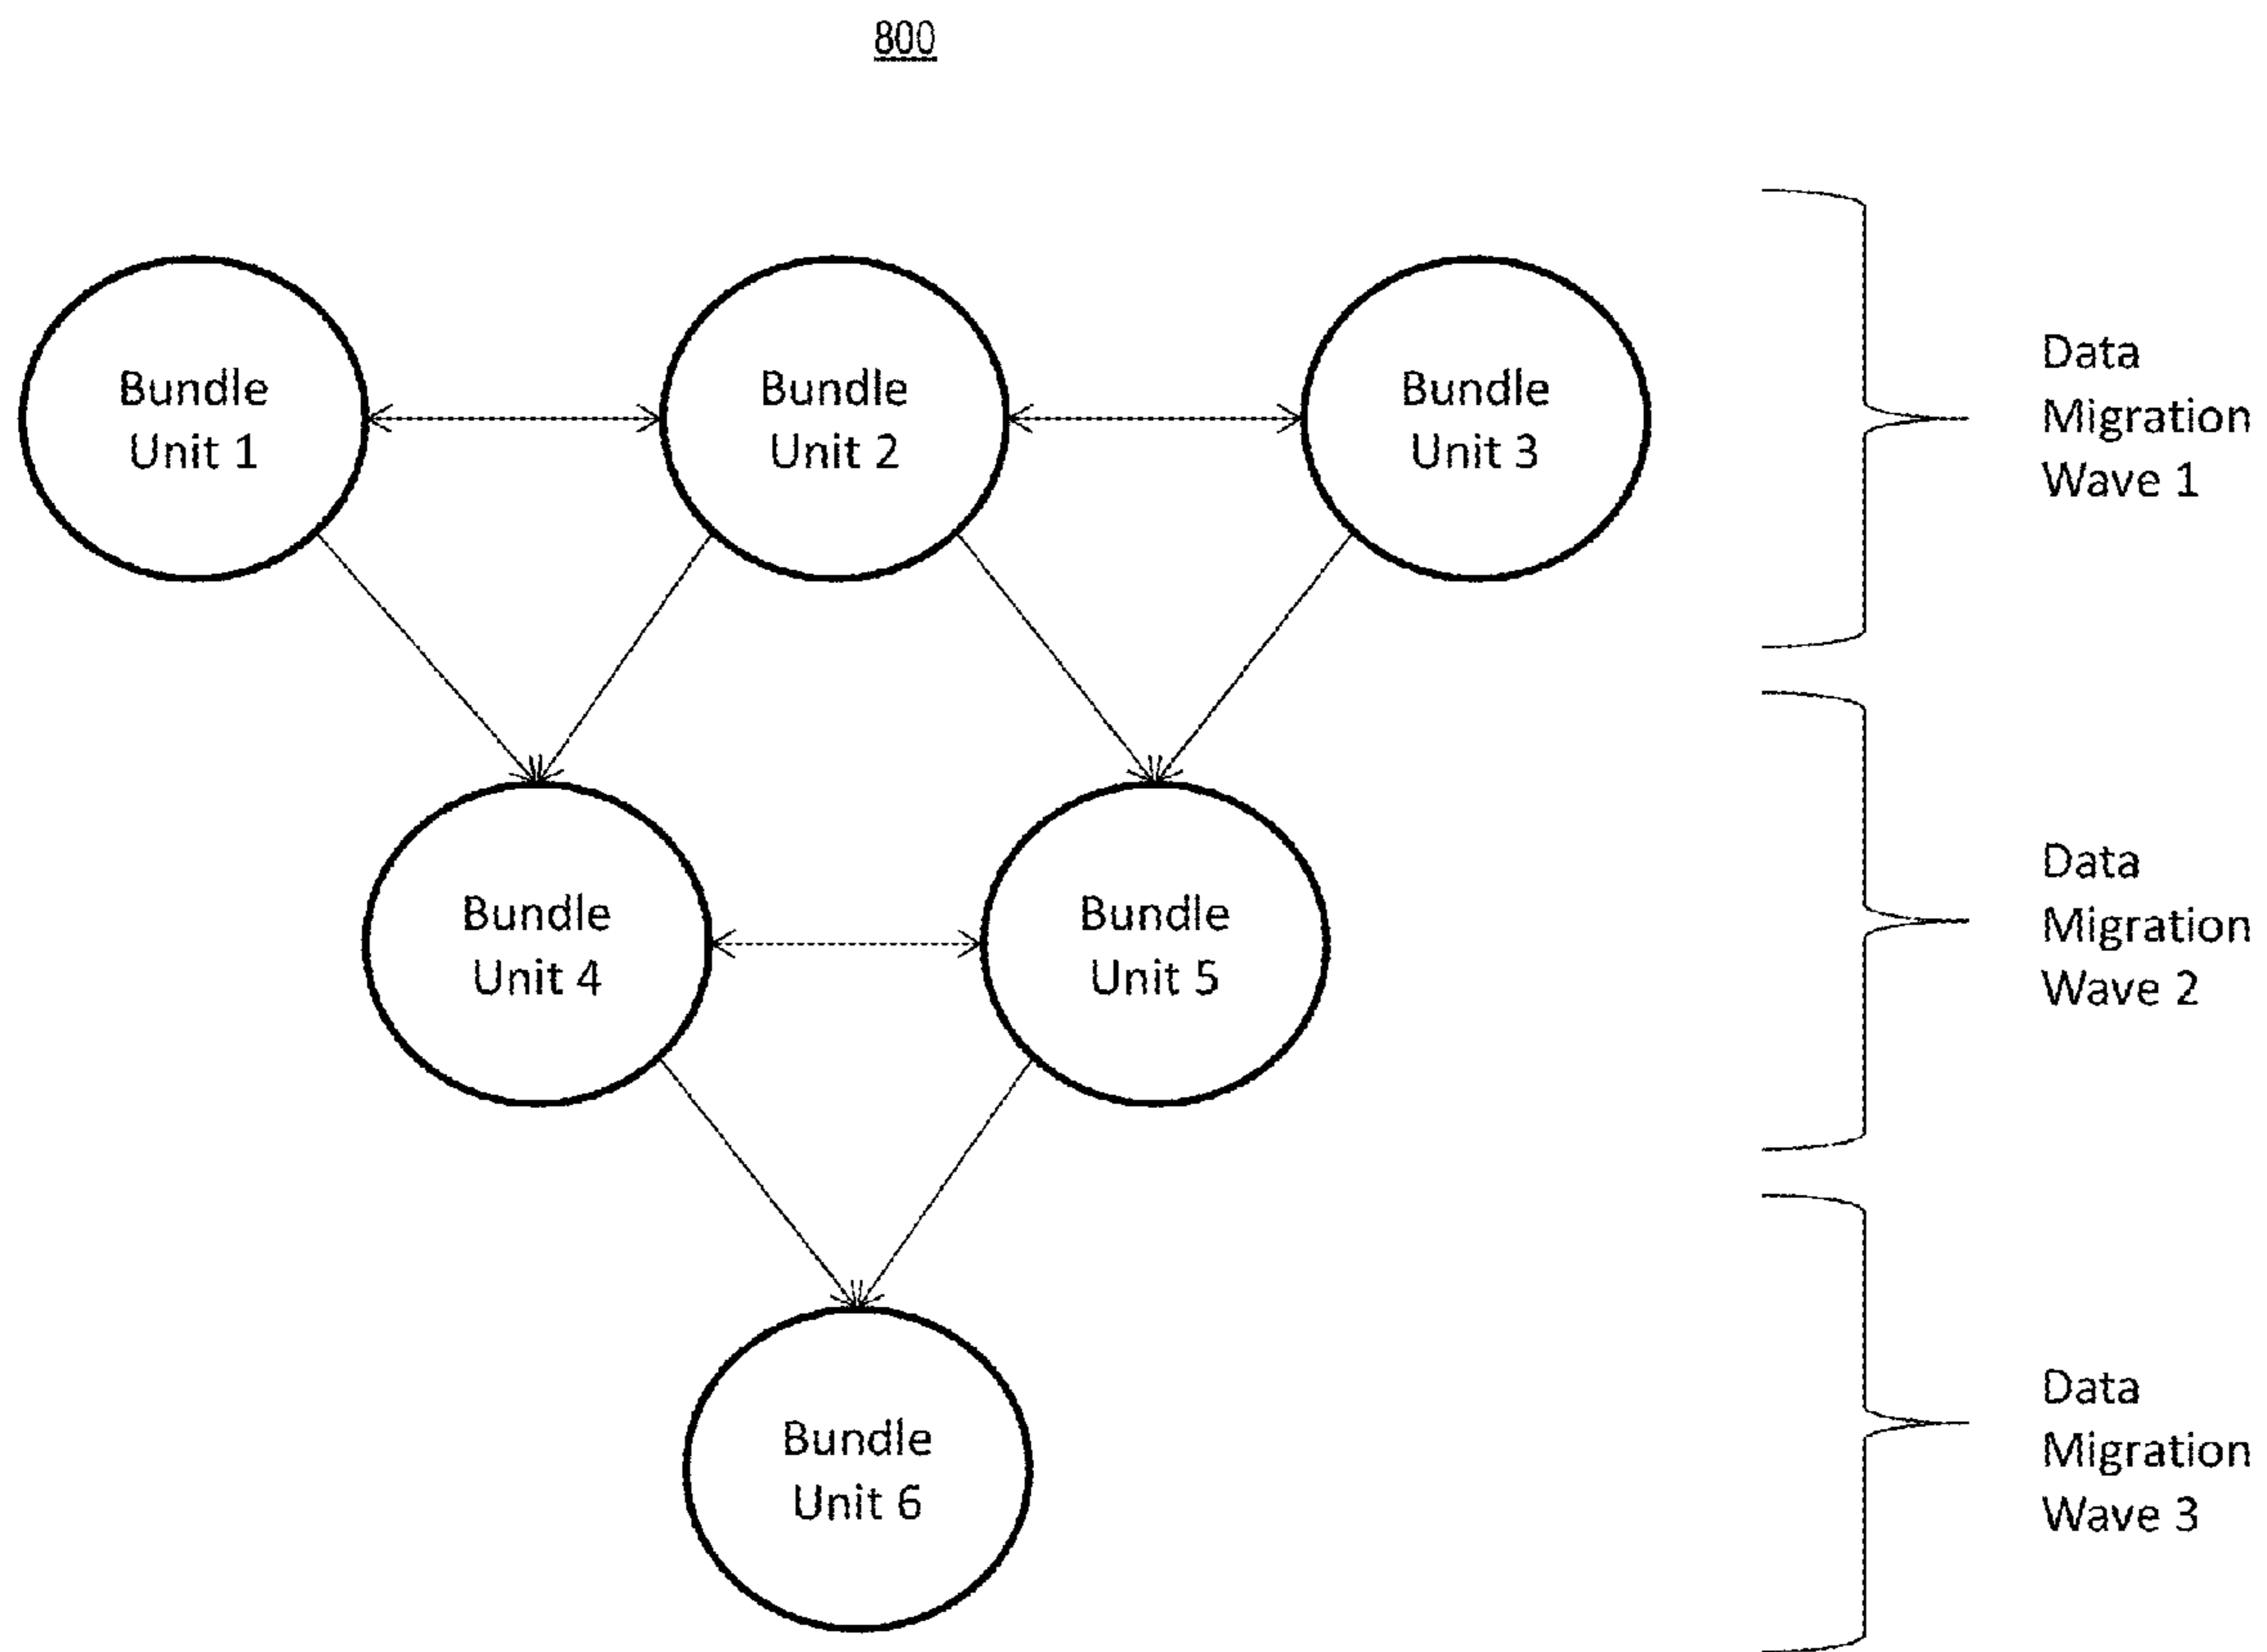 800
Bundle
Unit 1
Bundle
Unit 2
Bundle
Unit 3
Data
Migration
Wave 1
Bundle
Unit 4
Bundle
Unit 5
Data
Migration
Wave 2
Bundle
Unit 6
Data
Migration
Wave 3